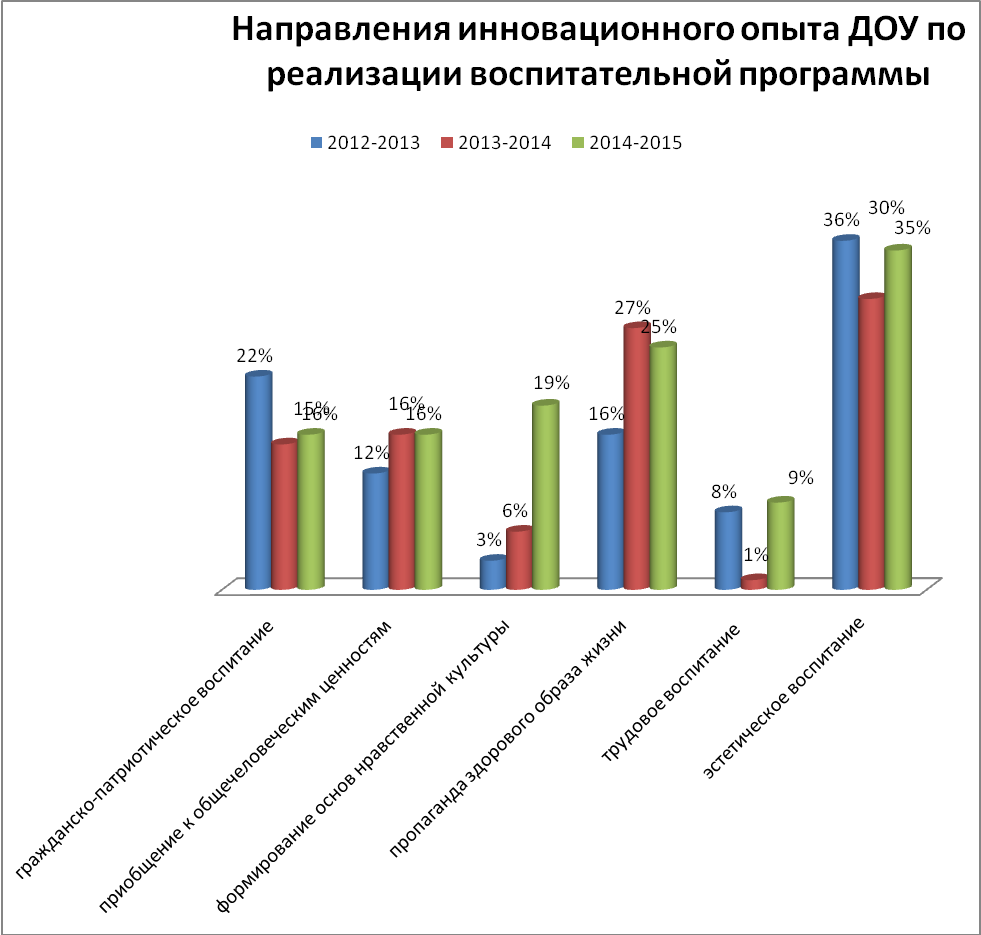 Направления инновационного опыта ДОУ по
реализации воспитательной программы
2012-2013 2013-2014 2014-2015
22%
15%
16%
12%
16%
16%
3%
6%
19%
16%
27%
25%
8%
1%
9%
36%
30%
35%
гражданско-патриотическое воспитание
приобщение к общечеловеческим ценностям
формирование основ нравственной культуры
пропаганда здорового образа жизни
трудовое воспитание
эстетическое воспитание